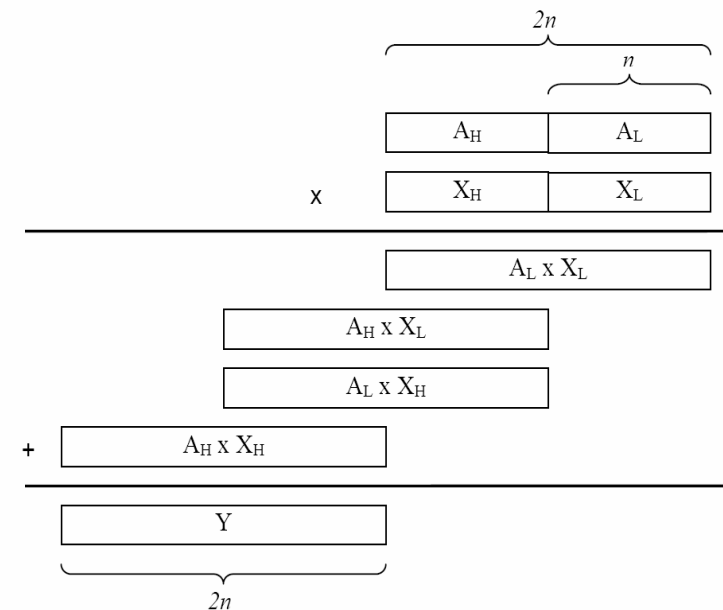 2n
n
A_H A_L
x X_H X_L
A_L x X_L
A_H x X_L
A_L x X_H
+ A_H x X_H
Y
2n